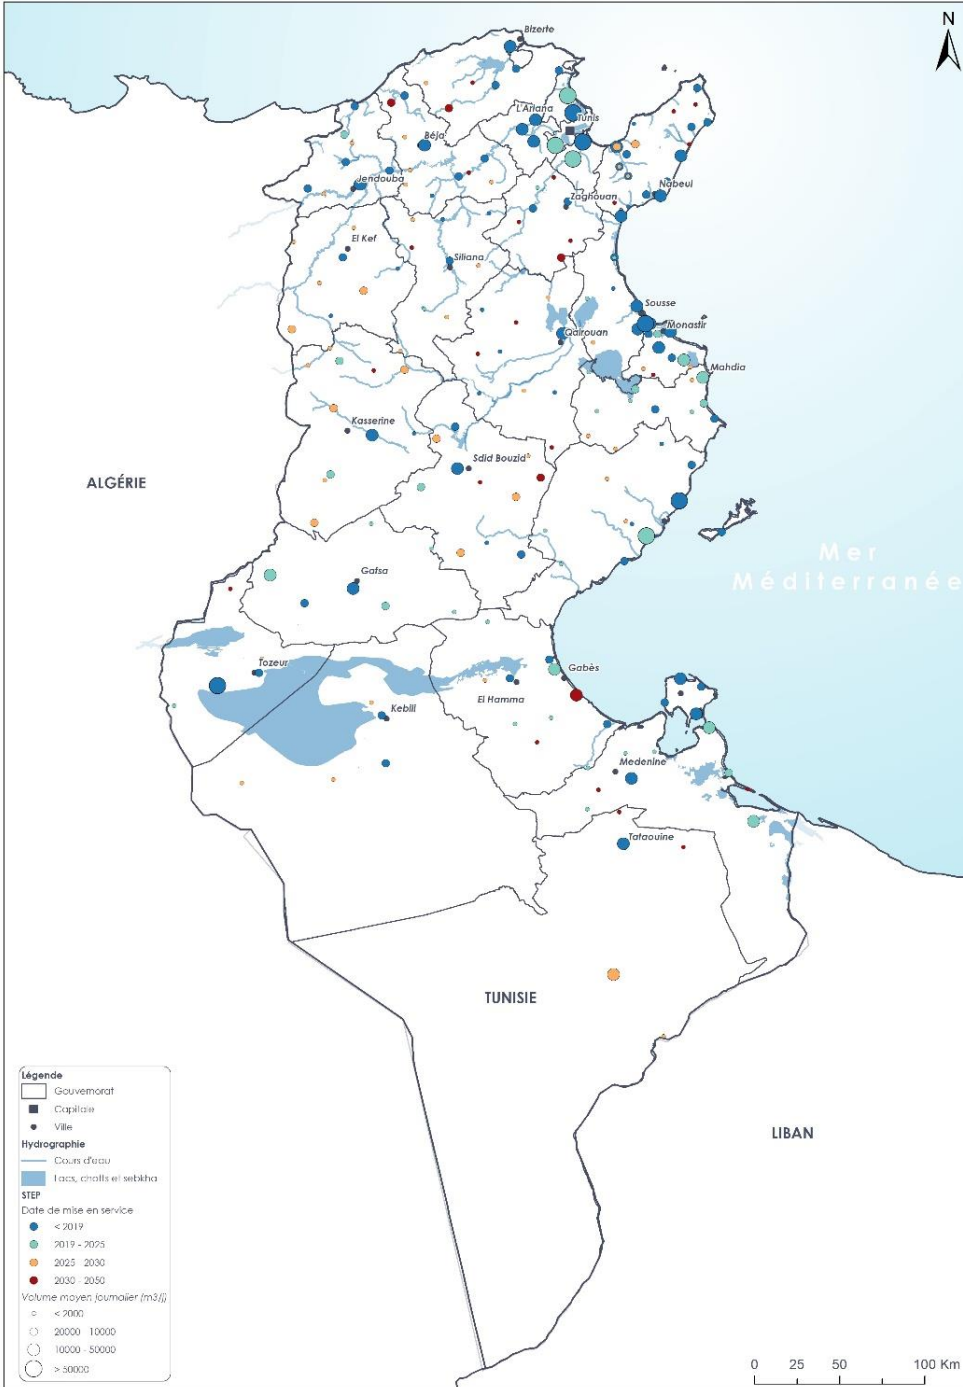 N
Bizerte
L'Ariana
Tunis
Béja
Jendouba
Nabeul
Zaghouan
El Kef
Siliana
Sousse
Monastir
Qairouan
Mahdia
Kasserine
Sdid Bouzid
ALGÉRIE
Mer
Méditerranée
Gafsa
Tozeur
Gabès
El Hamma
Kebili
Medenine
Tataouine
TUNISIE
LIBAN
Légende
Gouvernorat
Capitale
Ville
Hydrographie
Cours d'eau
Lacs, chotts et sebkha
STEP
Date de mise en service
< 2019
2019 - 2025
2025 - 2030
2030 - 2050
Volume moyen journalier (m3/j)
< 2000
20000 - 10000
10000 - 50000
> 50000
0 25 50 100 Km